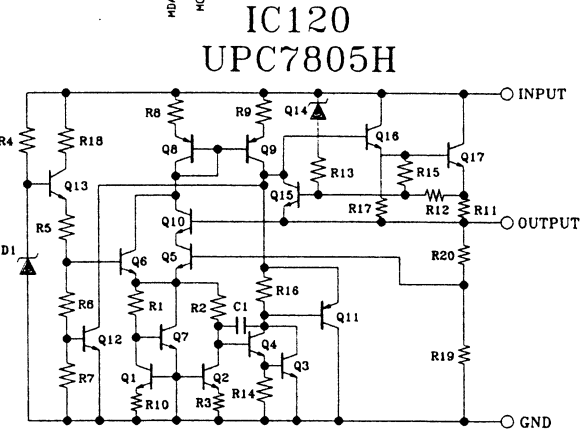 IC120
UPC7805H
INPUT
R8
R9
Q14
R4
R18
Q16
Q8
Q9
Q17
Q13
R13
R15
Q15
R17
R12
R11
R5
Q10
OUTPUT
D1
Q6
Q5
R20
R6
R1
R2
C1
R16
Q11
Q12
Q7
Q4
Q3
R19
R7
Q1
Q2
R14
R10
R3
GND